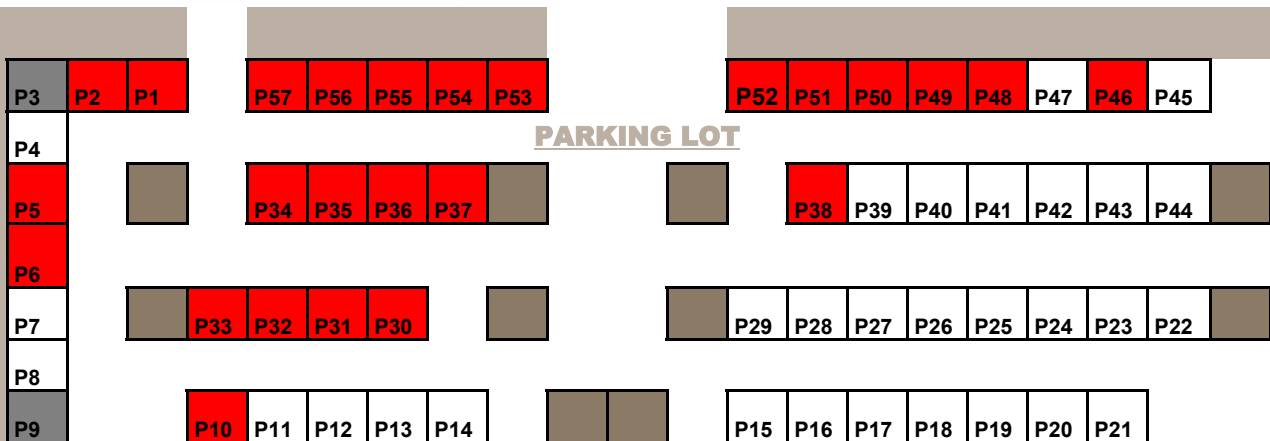 P3 P2 P1 P57 P56 P55 P54 P53 P52 P51 P50 P49 P48 P47 P46 P45
PARKING LOT
P4
P5 P34 P35 P36 P37 P38 P39 P40 P41 P42 P43 P44
P6
P7 P33 P32 P31 P30 P29 P28 P27 P26 P25 P24 P23 P22
P8
P9 P10 P11 P12 P13 P14 P15 P16 P17 P18 P19 P20 P21